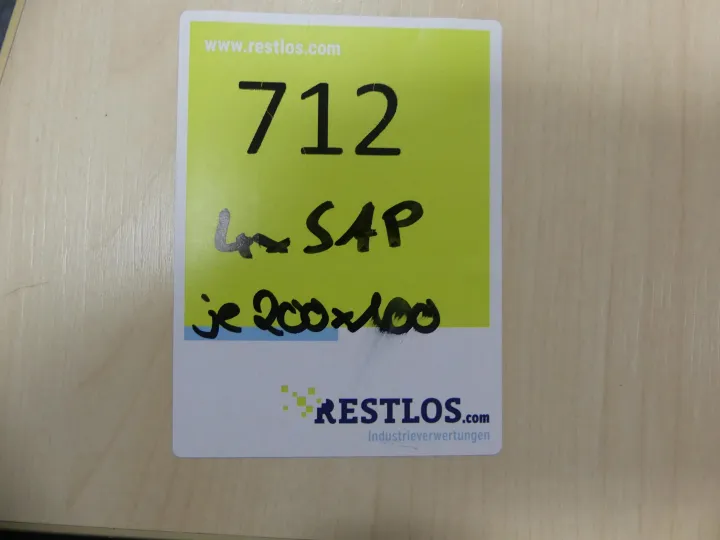 www.restlos.com
712
4x SAP
je 200x100
RESTLOS.com
Industrieverwertungen